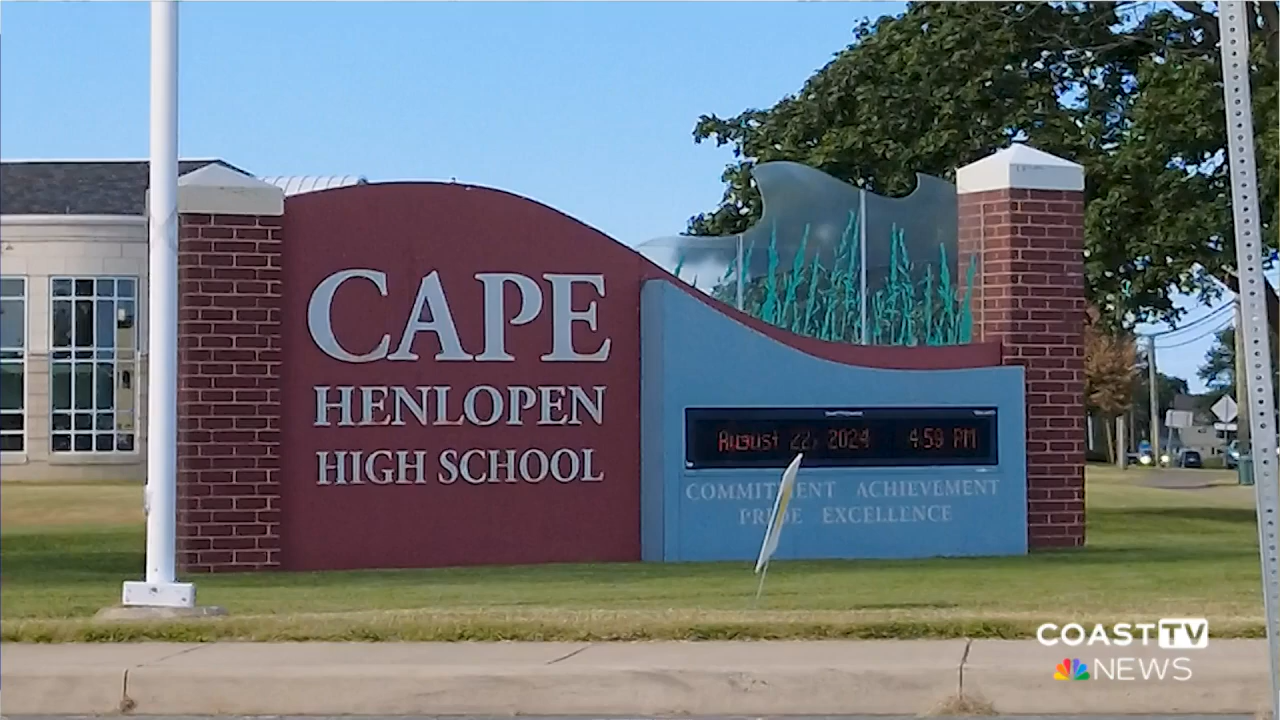 CAPE
HENLOPEN
HIGH SCHOOL
August 22, 2024 4:59 PM
COMMITMENT ACHIEVEMENT
PRIDE EXCELLENCE
COAST TV
NEWS